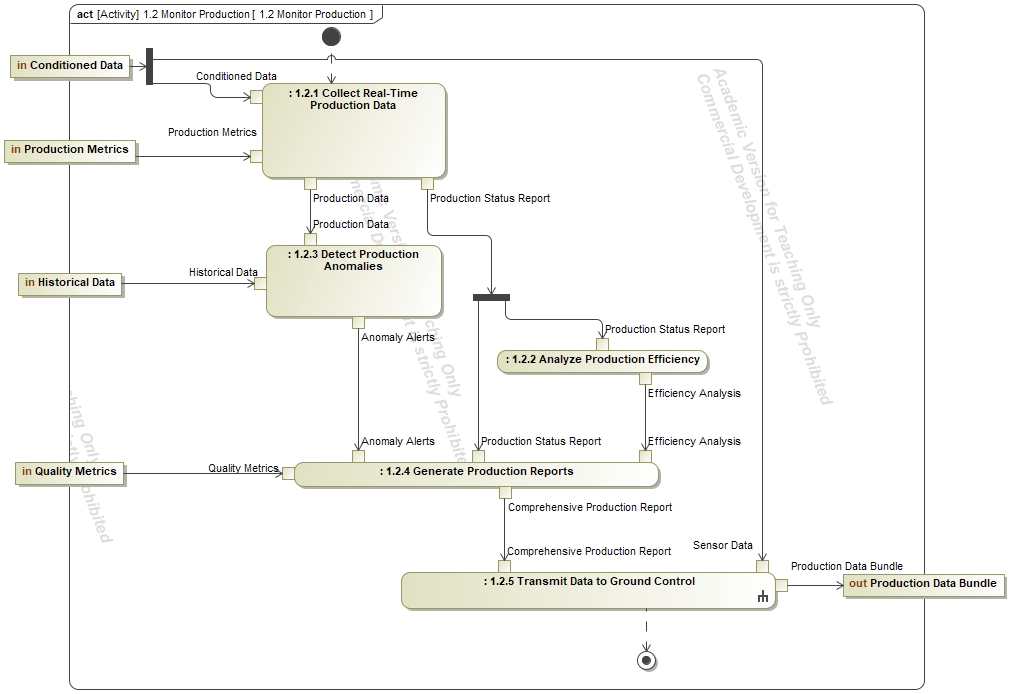 act [Activity] 1.2 Monitor Production [ 1.2 Monitor Production ]
in Conditioned Data
Conditioned Data
: 1.2.1 Collect Real-Time
Production Data
Production Metrics
in Production Metrics
Production Data
Production Status Report
Production Data
: 1.2.3 Detect Production
Anomalies
Historical Data
in Historical Data
Anomaly Alerts
Production Status Report
: 1.2.2 Analyze Production Efficiency
Efficiency Analysis
Anomaly Alerts
Production Status Report
Efficiency Analysis
in Quality Metrics
Quality Metrics
: 1.2.4 Generate Production Reports
Comprehensive Production Report
Comprehensive Production Report
Sensor Data
: 1.2.5 Transmit Data to Ground Control
Production Data Bundle
out Production Data Bundle
Academic Version for Teaching Only
Commercial Development is strictly Prohibited